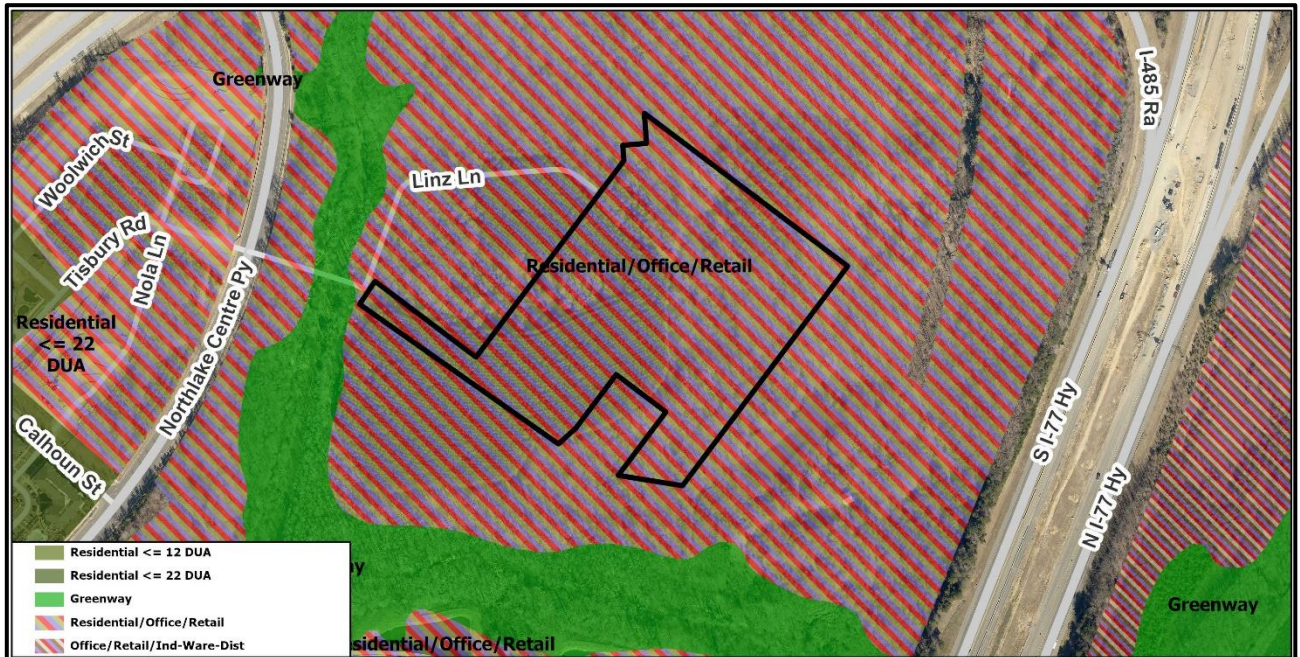 Greenway
I-485 Ra
Woolwich St
Linz Ln
Tisbury Rd
Nola Ln
Residential/Office/Retail
Residential
<= 22
DUA
Northlake Centre Py
S I-77 Hy
N I-77 Hy
Calhoun St
Residential <= 12 DUA
Residential <= 22 DUA
Greenway
Residential/Office/Retail
Office/Retail/Ind-Ware-Dist
Greenway
esidential/Office/Retail